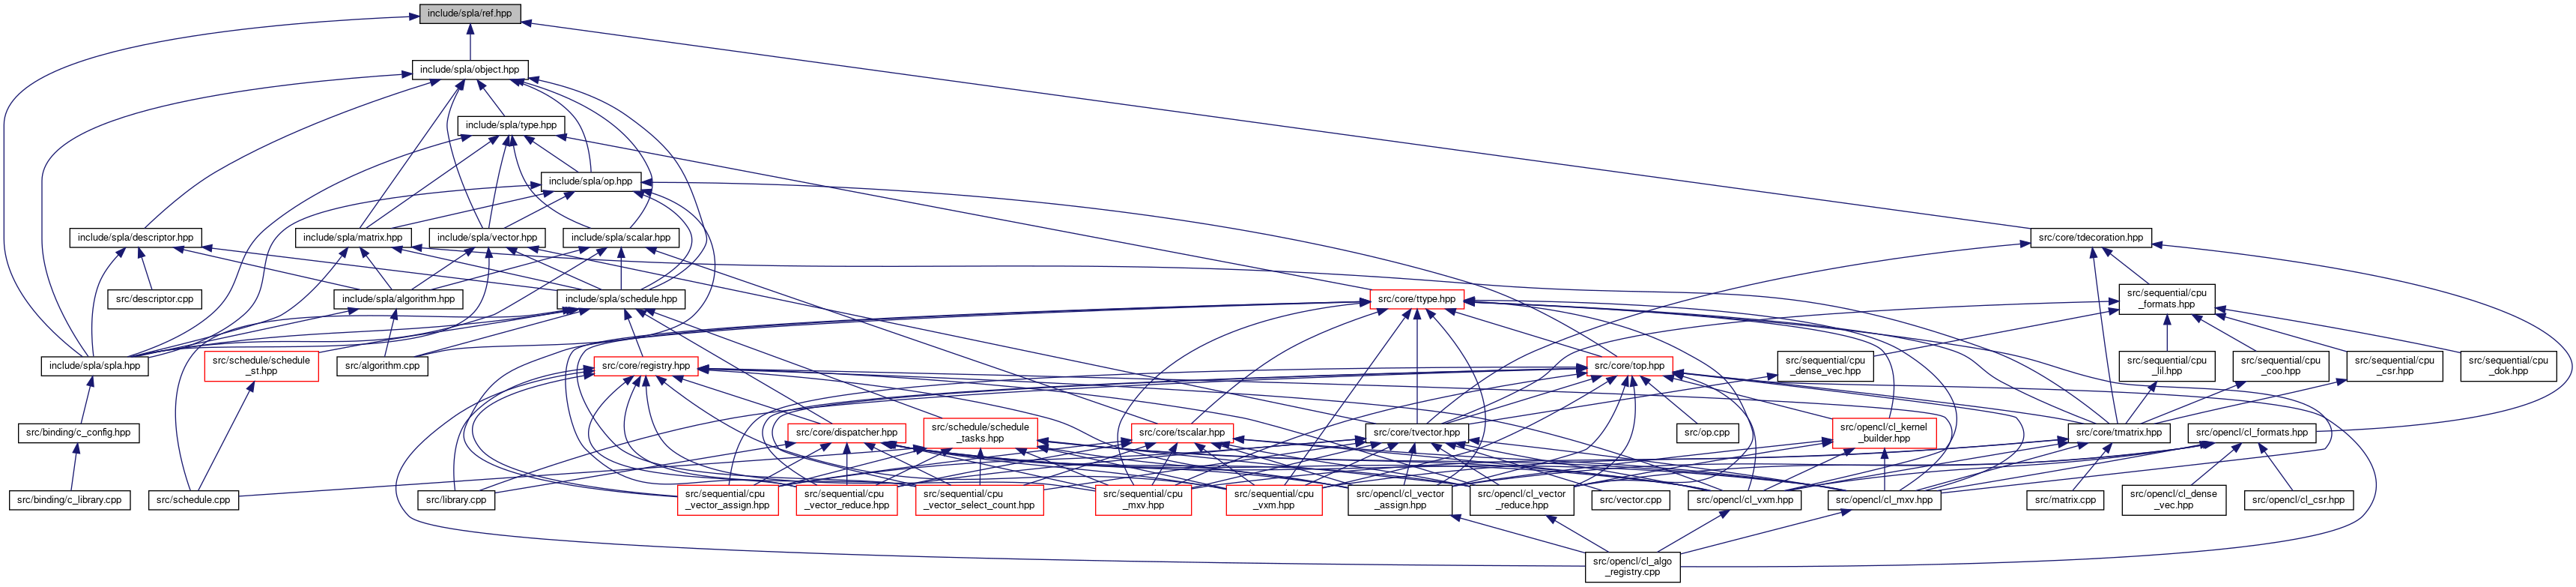 include/spla/ref.hpp
include/spla/object.hpp
include/spla/type.hpp
include/spla/op.hpp
include/spla/descriptor.hpp
include/spla/matrix.hpp
include/spla/vector.hpp
include/spla/scalar.hpp
src/core/tdecoration.hpp
src/descriptor.cpp
include/spla/algorithm.hpp
include/spla/schedule.hpp
src/core/ttype.hpp
src/sequential/cpu
_formats.hpp
include/spla/spla.hpp
src/schedule/schedule
_st.hpp
src/algorithm.cpp
src/core/registry.hpp
src/core/top.hpp
src/sequential/cpu
_dense_vec.hpp
src/sequential/cpu
_lil.hpp
src/sequential/cpu
_coo.hpp
src/sequential/cpu
_csr.hpp
src/sequential/cpu
_dok.hpp
src/binding/c_config.hpp
src/core/dispatcher.hpp
src/schedule/schedule
_tasks.hpp
src/core/tscalar.hpp
src/core/tvector.hpp
src/op.cpp
src/opencl/cl_kernel
_builder.hpp
src/core/tmatrix.hpp
src/opencl/cl_formats.hpp
src/binding/c_library.cpp
src/schedule.cpp
src/library.cpp
src/sequential/cpu
_vector_assign.hpp
src/sequential/cpu
_vector_reduce.hpp
src/sequential/cpu
_vector_select_count.hpp
src/sequential/cpu
_mxv.hpp
src/sequential/cpu
_vxm.hpp
src/opencl/cl_vector
_assign.hpp
src/opencl/cl_vector
_reduce.hpp
src/vector.cpp
src/opencl/cl_vxm.hpp
src/opencl/cl_mxv.hpp
src/matrix.cpp
src/opencl/cl_dense
_vec.hpp
src/opencl/cl_csr.hpp
src/opencl/cl_algo
_registry.cpp